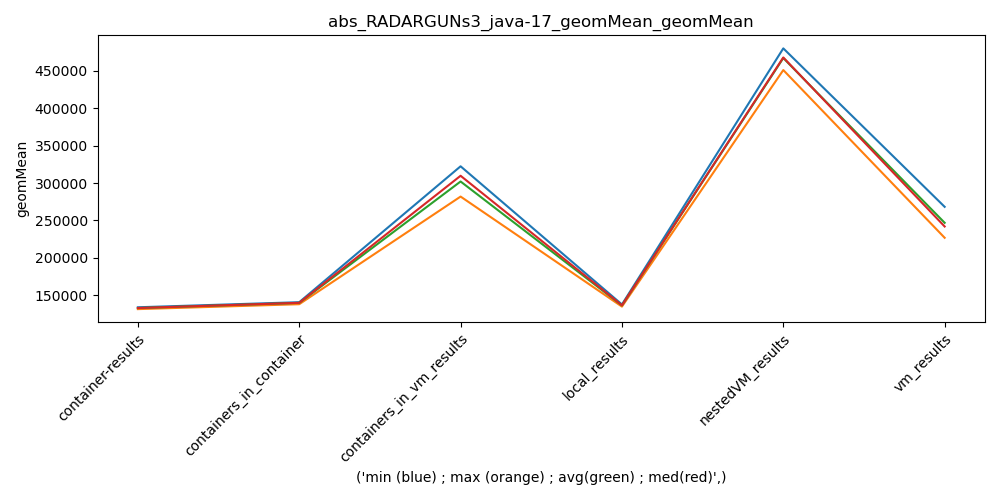 abs_RADARGUNs3_java-17_geomMean_geomMean
geomMean
450000
400000
350000
300000
250000
200000
150000
container-results
containers_in_container
containers_in_vm_results
local_results
nestedVM_results
vm_results
('min (blue) ; max (orange) ; avg(green) ; med(red)',)